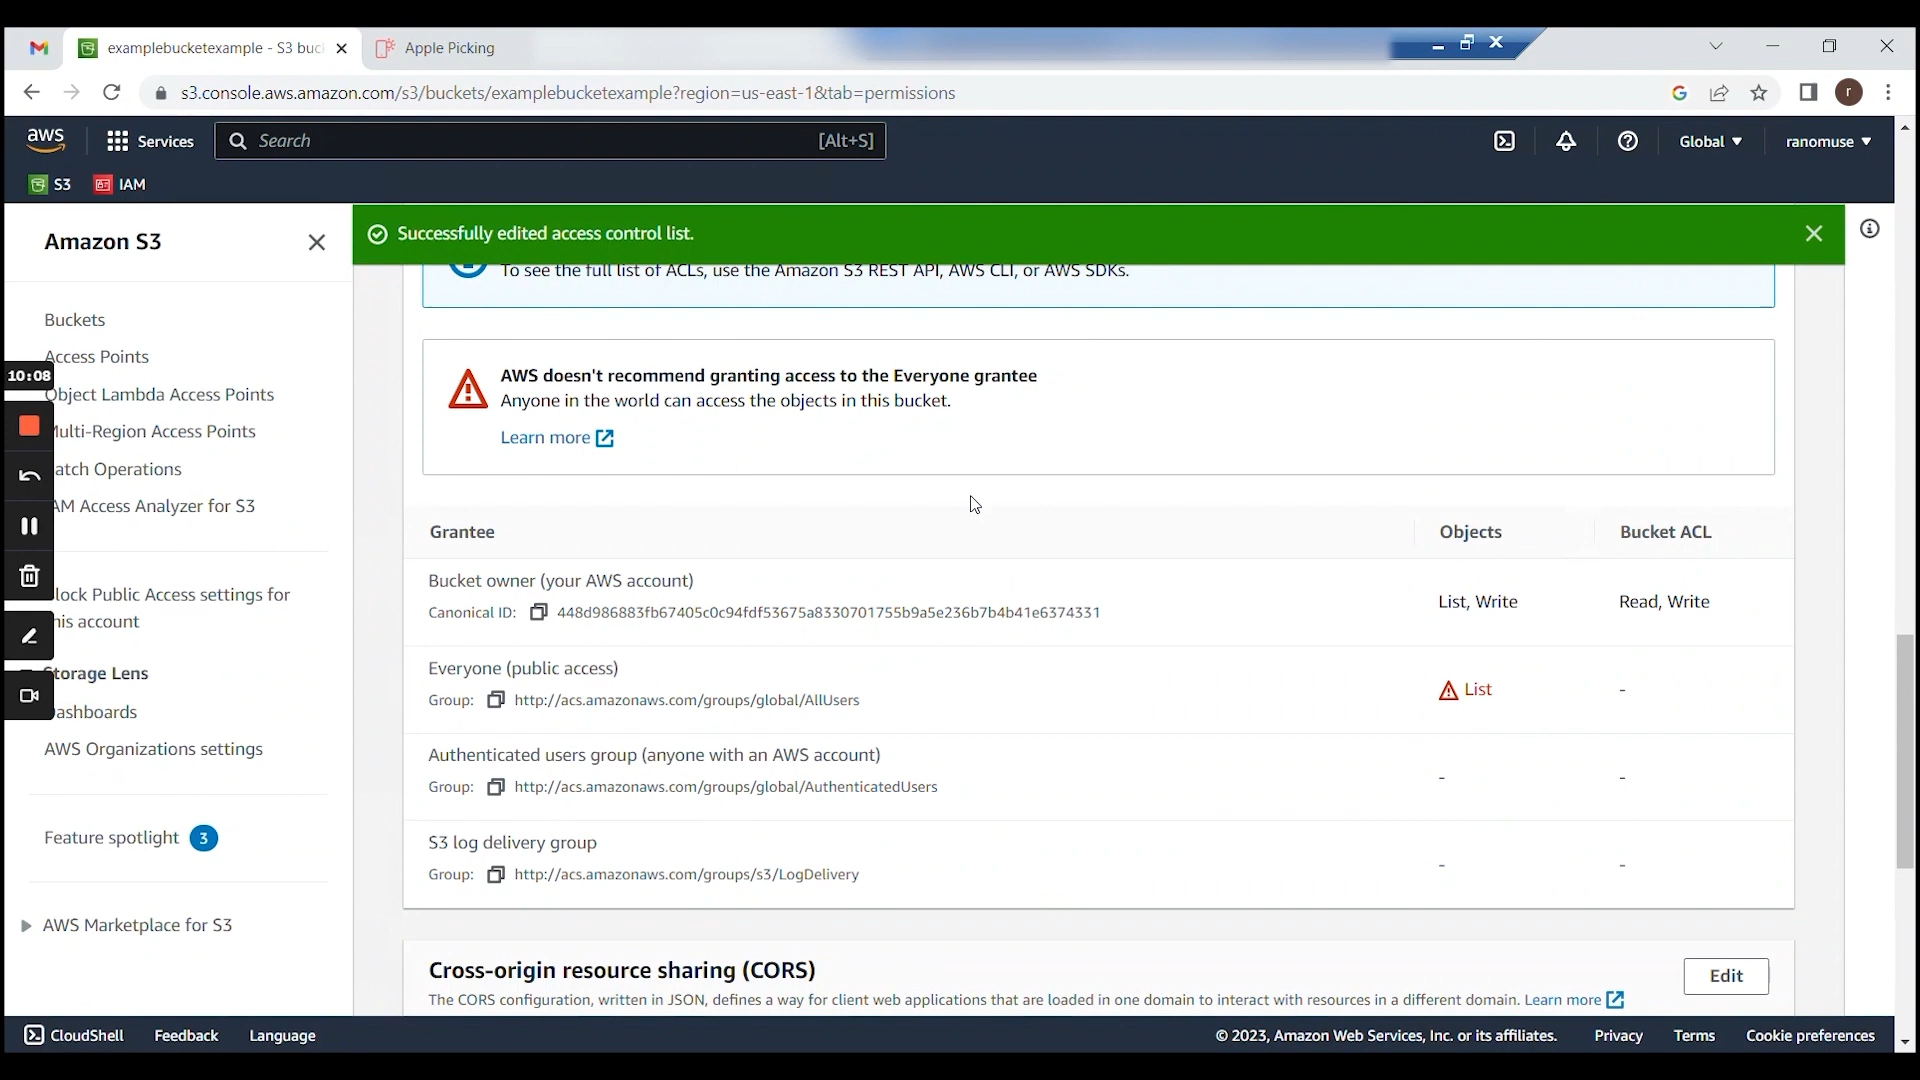 examplebucketexample - S3 buc
Apple Picking
s3.console.aws.amazon.com/s3/buckets/examplebucketexample?region=us-east-1&tab=permissions
r
aws
Services
Search
[Alt+S]
Global
ranomuse
S3
IAM
Amazon S3
Successfully edited access control list.
To see the full list of ACLs, use the Amazon S3 REST API, AWS CLI, or AWS SDKs.
Buckets
Access Points
10:08
Object Lambda Access Points
Multi-Region Access Points
atch Operations
AM Access Analyzer for S3
lock Public Access settings for
his account
Storage Lens
ashboards
AWS Organizations settings
Feature spotlight 3
AWS Marketplace for S3
AWS doesn't recommend granting access to the Everyone grantee
Anyone in the world can access the objects in this bucket.
Learn more
Grantee Objects Bucket ACL
Bucket owner (your AWS account)
Canonical ID: 448d986883fb67405c0c94fdf53675a8330701755b9a5e236b7b4b41e6374331
List, Write Read, Write
Everyone (public access)
Group: http://acs.amazonaws.com/groups/global/AllUsers
List -
Authenticated users group (anyone with an AWS account)
Group: http://acs.amazonaws.com/groups/global/AuthenticatedUsers
- -
S3 log delivery group
Group: http://acs.amazonaws.com/groups/s3/LogDelivery
- -
Cross-origin resource sharing (CORS)
Edit
The CORS configuration, written in JSON, defines a way for client web applications that are loaded in one domain to interact with resources in a different domain. Learn more
CloudShell Feedback Language © 2023, Amazon Web Services, Inc. or its affiliates. Privacy Terms Cookie preferences